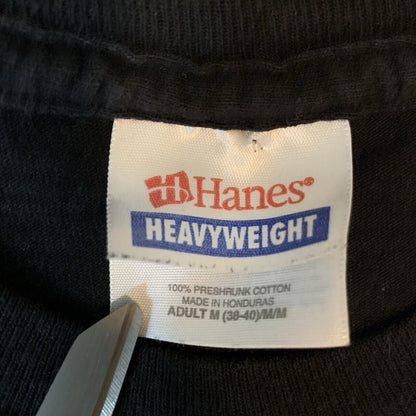 Hanes®
HEAVYWEIGHT
100% PRESHRUNK COTTON
MADE IN HONDURAS
ADULT M (38-40)/M/M